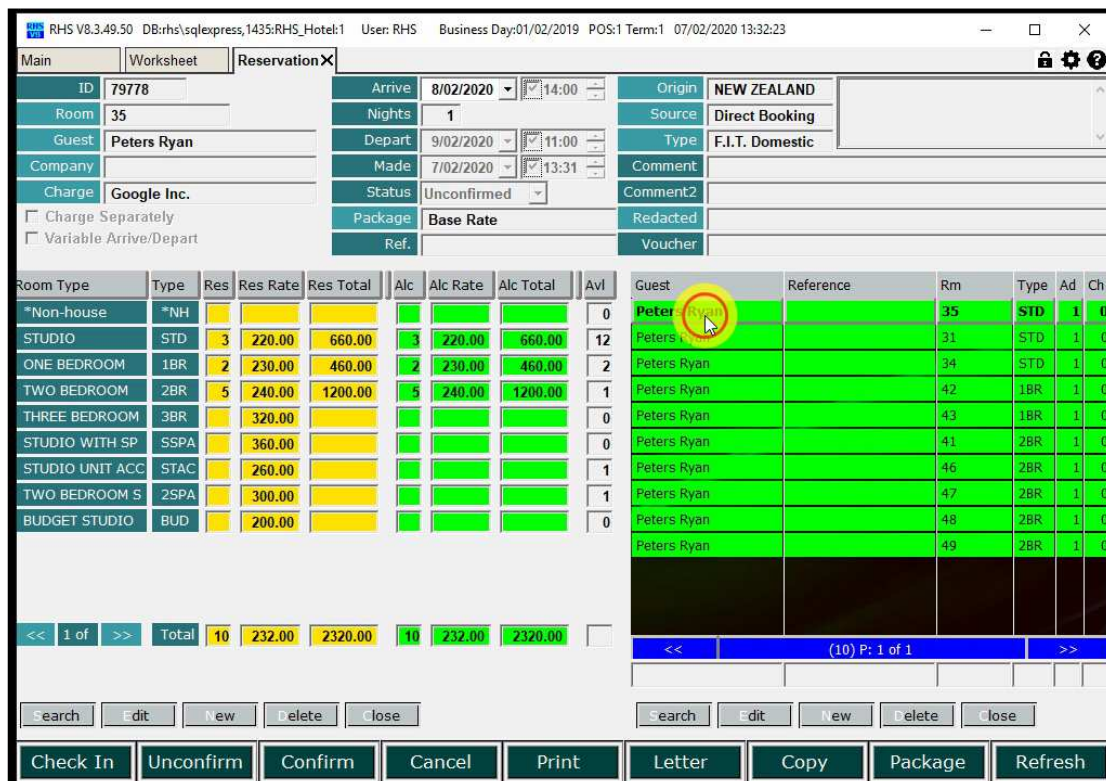 RHS V8 RHS V8.3.49.50 DB:rhs\sqlexpress,1435:RHS_Hotel:1 User: RHS Business Day:01/02/2019 POS:1 Term:1 07/02/2020 13:32:23
Main Worksheet Reservation X
ID 79778 Arrive 8/02/2020 14:00 Origin NEW ZEALAND
Room 35 Nights 1 Source Direct Booking
Guest Peters Ryan Depart 9/02/2020 11:00 Type F.I.T. Domestic
Company Made 7/02/2020 13:31 Comment
Charge Google Inc. Status Unconfirmed Comment2
Charge Separately Package Base Rate Redacted
Variable Arrive/Depart Ref. Voucher
Room Type Type Res Res Rate Res Total Alc Alc Rate Alc Total Avl Guest Reference Rm Type Ad Ch
*Non-house *NH 0 Peters Ryan 35 STD 1 0
STUDIO STD 3 220.00 660.00 3 220.00 660.00 12 Peters Ryan 31 STD 1 0
ONE BEDROOM 1BR 2 230.00 460.00 2 230.00 460.00 2 Peters Ryan 34 STD 1 0
TWO BEDROOM 2BR 5 240.00 1200.00 5 240.00 1200.00 1 Peters Ryan 42 1BR 1 0
THREE BEDROOM 3BR 320.00 0 Peters Ryan 43 1BR 1 0
STUDIO WITH SP SSPA 360.00 0 Peters Ryan 41 2BR 1 0
STUDIO UNIT ACC STAC 260.00 1 Peters Ryan 46 2BR 1 0
TWO BEDROOM S 2SPA 300.00 1 Peters Ryan 47 2BR 1 0
BUDGET STUDIO BUD 200.00 0 Peters Ryan 48 2BR 1 0
Peters Ryan 49 2BR 1 0
<< 1 of >> Total 10 232.00 2320.00 10 232.00 2320.00
<< (10) P: 1 of 1 >>
Search Edit New Delete Close Search Edit New Delete Close
Check In Unconfirm Confirm Cancel Print Letter Copy Package Refresh